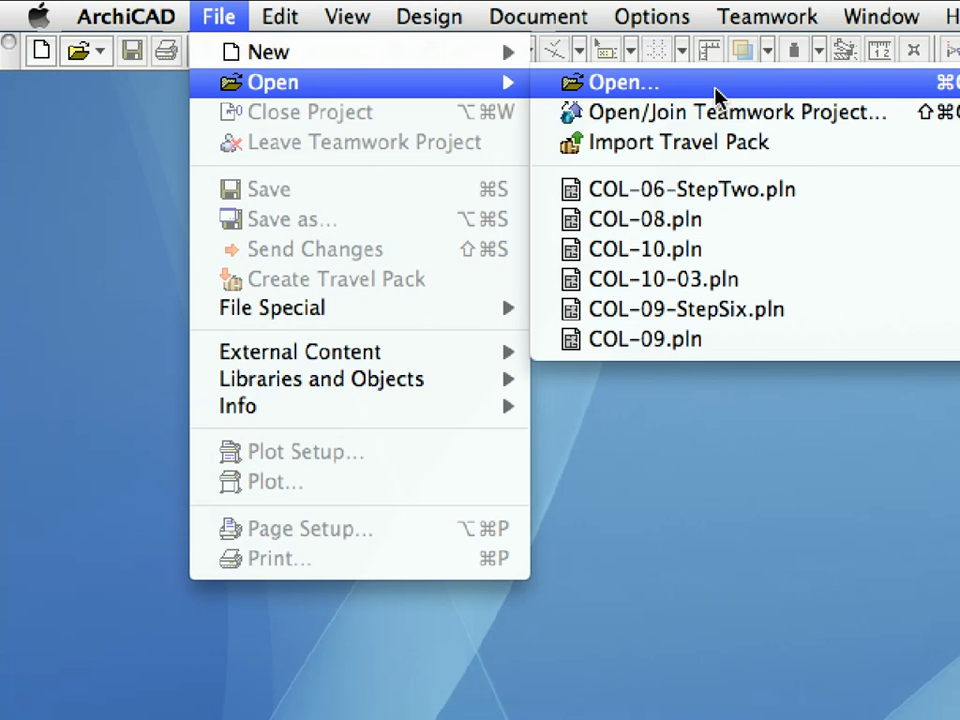 ArchiCAD File Edit View Design Document Options Teamwork Window H
New
Open
Close Project ⌥⌘W
Leave Teamwork Project
Save ⌘S
Save as... ⌥⌘S
Send Changes ⇧⌘S
Create Travel Pack
File Special
External Content
Libraries and Objects
Info
Plot Setup...
Plot...
Page Setup... ⌥⌘P
Print... ⌘P
Open... ⌘
Open/Join Teamwork Project... ⇧⌘
Import Travel Pack
COL-06-StepTwo.pln
COL-08.pln
COL-10.pln
COL-10-03.pln
COL-09-StepSix.pln
COL-09.pln